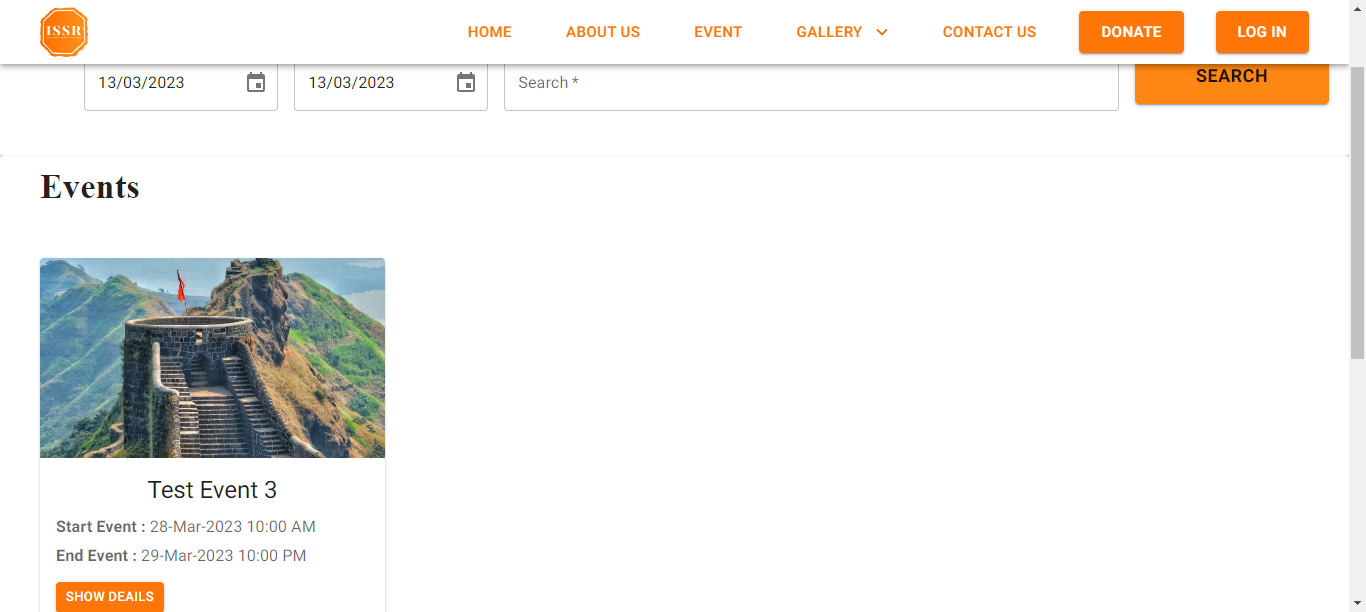 ISSR
HOME ABOUT US EVENT GALLERY CONTACT US DONATE LOG IN
13/03/2023 13/03/2023 Search * SEARCH
Events
Test Event 3
Start Event : 28-Mar-2023 10:00 AM
End Event : 29-Mar-2023 10:00 PM
SHOW DEAILS